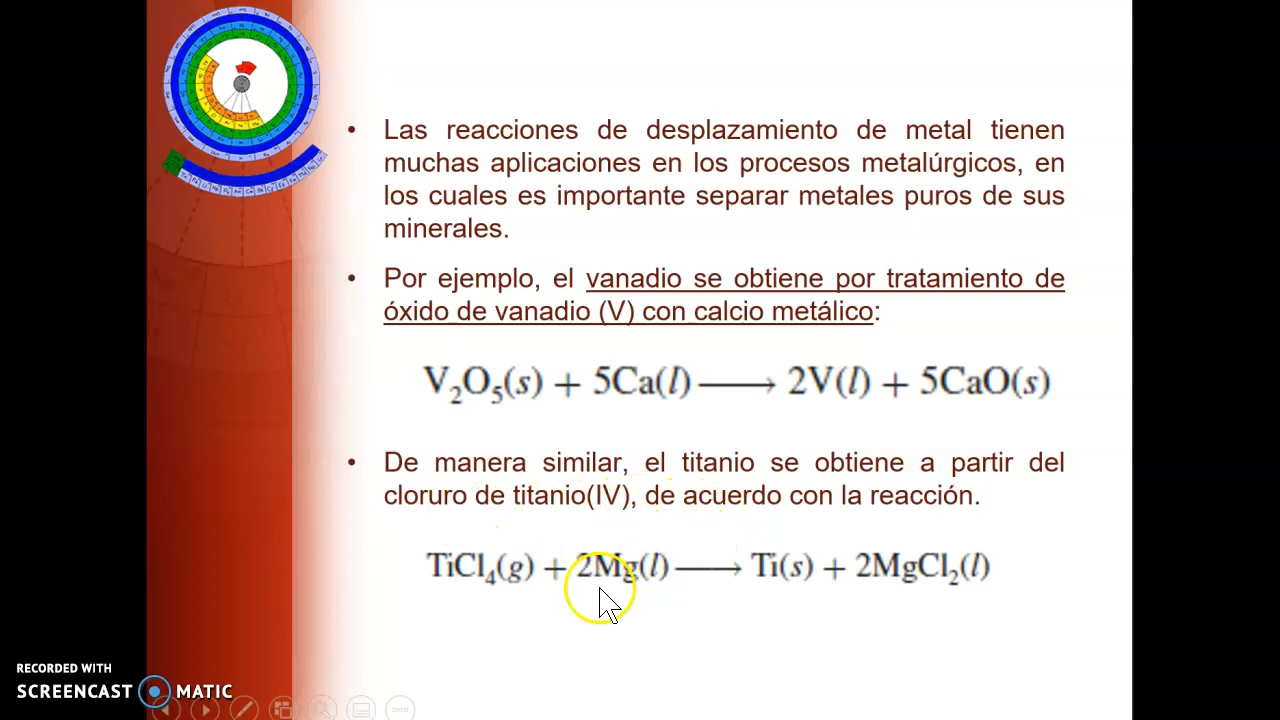 • Las reacciones de desplazamiento de metal tienen
muchas aplicaciones en los procesos metalúrgicos, en
los cuales es importante separar metales puros de sus
minerales.
• Por ejemplo, el vanadio se obtiene por tratamiento de
óxido de vanadio (V) con calcio metálico:
V₂O₅(s) + 5Ca(l) ⟶ 2V(l) + 5CaO(s)
• De manera similar, el titanio se obtiene a partir del
cloruro de titanio(IV), de acuerdo con la reacción.
TiCl₄(g) + 2Mg(l) ⟶ Ti(s) + 2MgCl₂(l)
RECORDED WITH
SCREENCAST MATIC